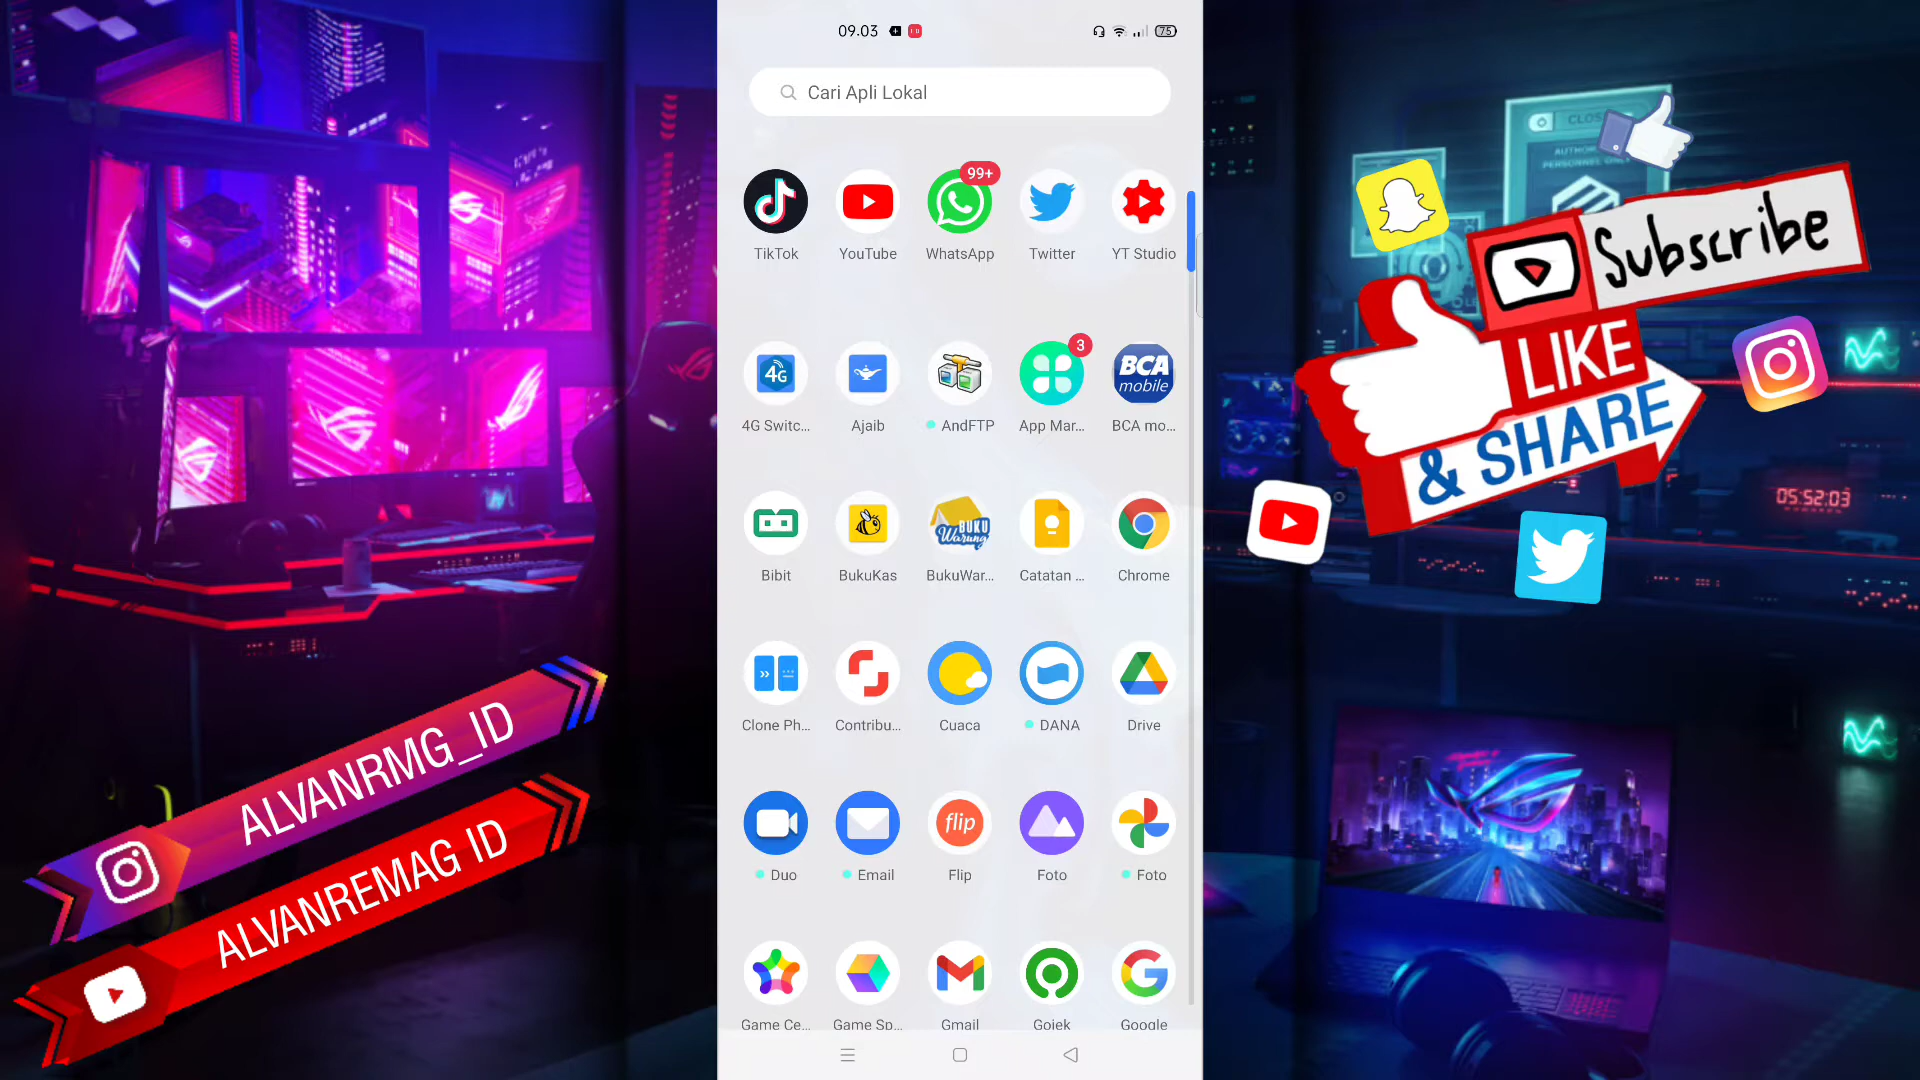 09.03
75
Cari Apli Lokal
99+
TikTok
YouTube
WhatsApp
Twitter
YT Studio
3
4G
BCA
mobile
4G Switc...
Ajaib
AndFTP
App Mar...
BCA mo...
BUKU
Warung
Bibit
BukuKas
BukuWar...
Catatan ...
Chrome
Clone Ph...
Contribu...
Cuaca
DANA
Drive
flip
Duo
Email
Flip
Foto
Foto
Game Ce...
Game Sp...
Gmail
Gojek
Google
ALVANRMG_ID
ALVANREMAG ID
Subscribe
LIKE
& SHARE
05:52:03